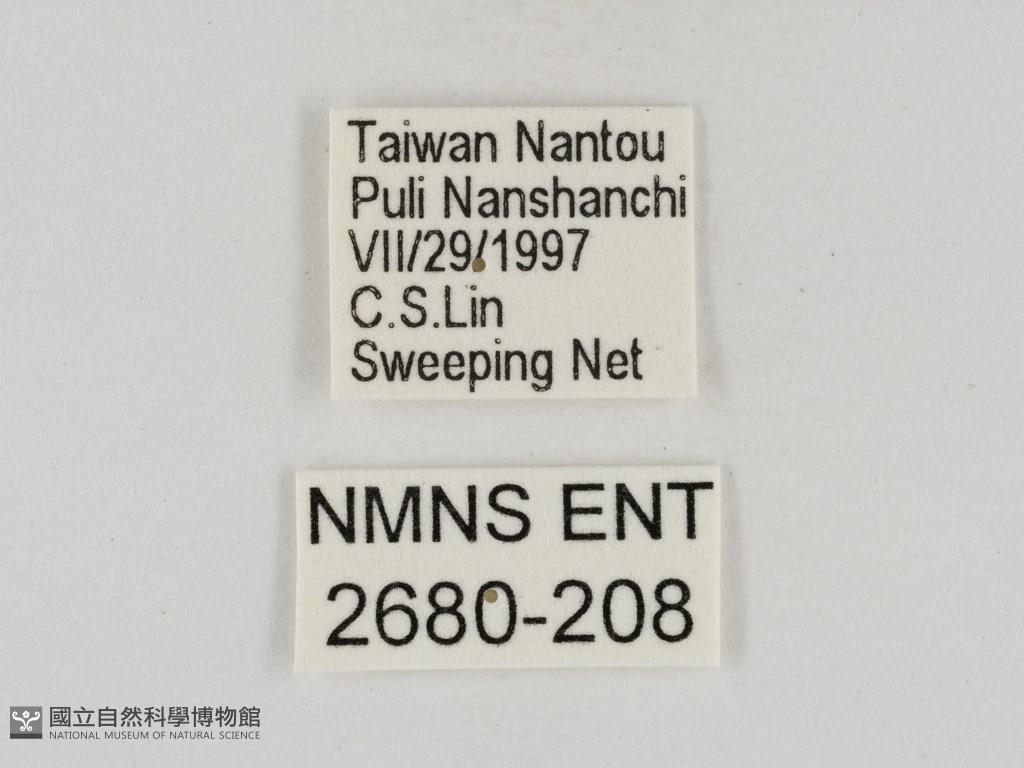 Taiwan Nantou
Puli Nanshanchi
VII/29/1997
C.S.Lin
Sweeping Net
NMNS ENT
2680-208
國立自然科學博物館
NATIONAL MUSEUM OF NATURAL SCIENCE